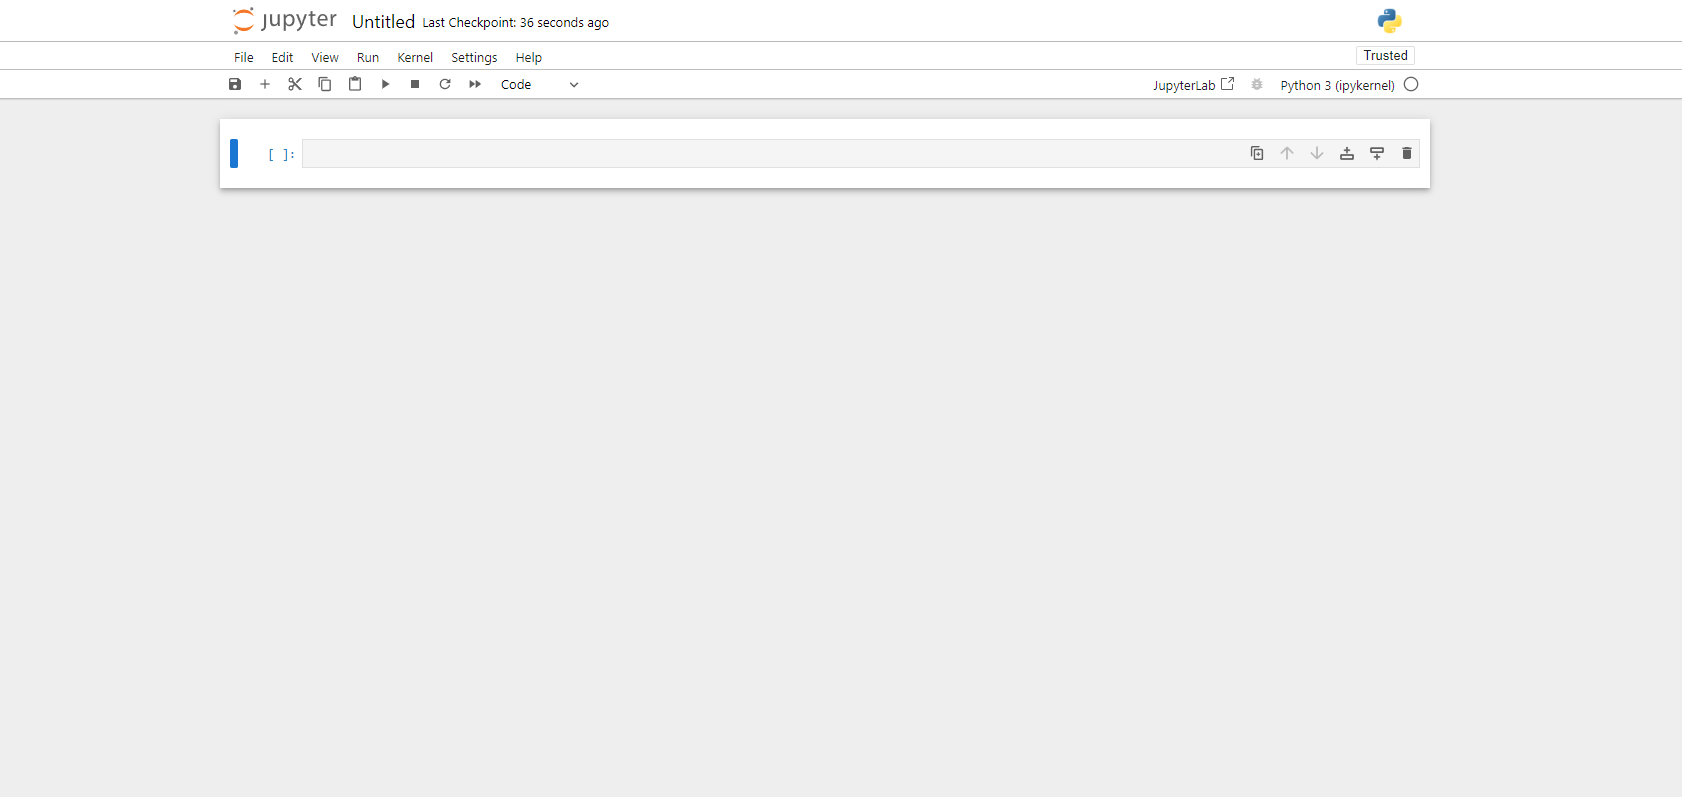 jupyter Untitled Last Checkpoint: 36 seconds ago
File Edit View Run Kernel Settings Help Trusted
Code JupyterLab Python 3 (ipykernel)
[ ]: